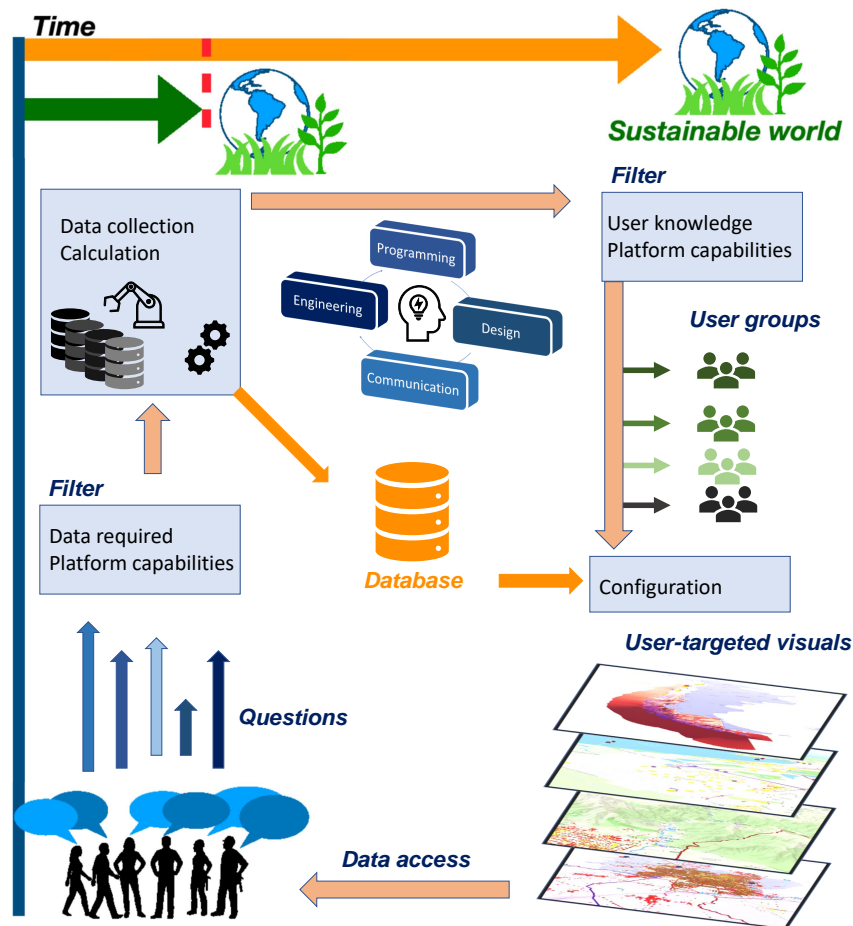 Time
Sustainable world
Filter
Data collection
Calculation
User knowledge
Platform capabilities
Programming
Engineering
Design
Communication
User groups
Filter
Data required
Platform capabilities
Database
Configuration
User-targeted visuals
Questions
Data access